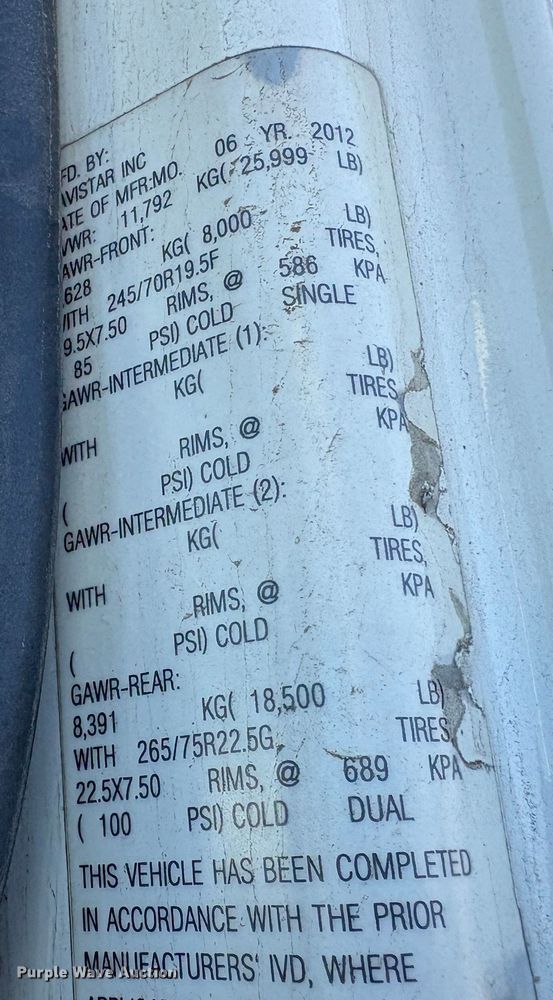 FD. BY:
AVISTAR INC
ATE OF MFR:MO. 06 YR. 2012
VWR: 11,792 KG( 25,999 LB)
AWR-FRONT:
,628 KG( 8,000 LB)
ITH 245/70R19.5F TIRES,
9.5X7.50 RIMS, @ 586 KPA
85 PSI) COLD SINGLE
GAWR-INTERMEDIATE (1):
KG( LB)
TIRES
WITH RIMS, @ KPA
( PSI) COLD
GAWR-INTERMEDIATE (2):
KG( LB)
TIRES,
WITH RIMS, @ KPA
( PSI) COLD
GAWR-REAR:
8,391 KG( 18,500 LB)
WITH 265/75R22.5G, TIRES,
22.5X7.50 RIMS, @ 689 KPA
( 100 PSI) COLD DUAL
THIS VEHICLE HAS BEEN COMPLETED
IN ACCORDANCE WITH THE PRIOR
MANUFACTURERS' IVD, WHERE
Purple Wave Auction